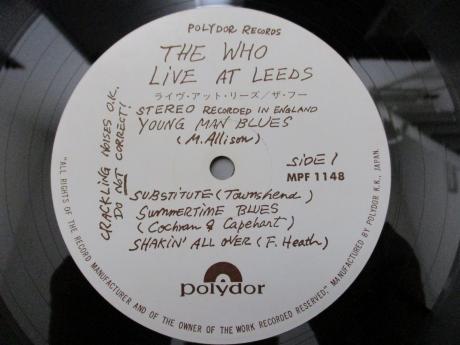 POLYDOR RECORDS
THE WHO
LIVE AT LEEDS
ライヴ・アット・リーズ/ザ・フー
STEREO RECORDED IN ENGLAND
YOUNG MAN BLUES
(M.Allison)
SIDE 1
MPF 1148
CRACKLING NOISES O.K.
DO NOT CORRECT!
SUBSTITUTE (Townshend)
SUMMERTIME BLUES
(Cochran & Capehart)
SHAKIN' ALL OVER (F. Heath)
polydor
"ALL RIGHTS OF THE RECORD MANUFACTURER AND OF THE OWNER OF THE WORK RECORDED RESERVED," MANUFACTURED BY POLYDOR K.K., JAPAN.